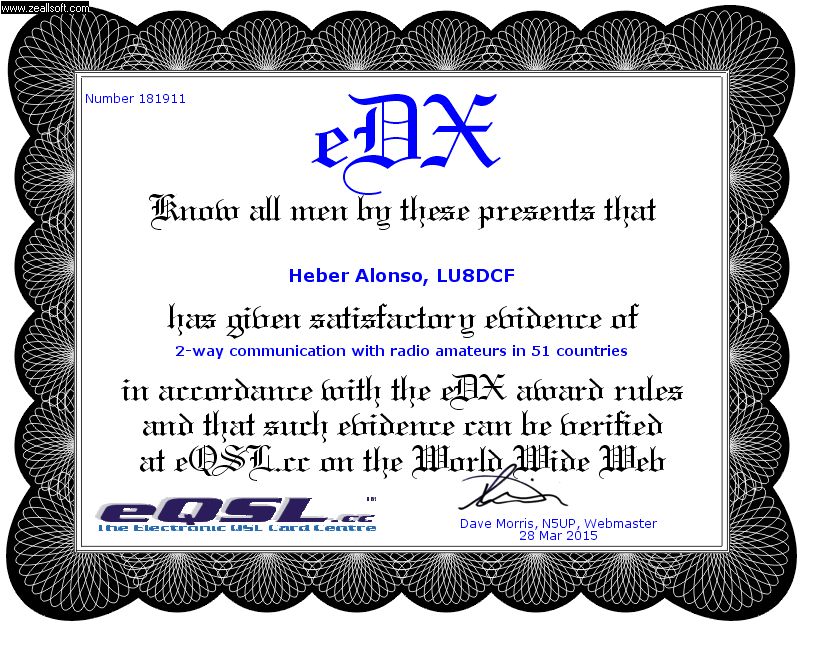 www.zeallsoft.com
Number 181911
eDX
Know all men by these presents that
Heber Alonso, LU8DCF
has given satisfactory evidence of
2-way communication with radio amateurs in 51 countries
in accordance with the eDX award rules
and that such evidence can be verified
at eQSL.cc on the World Wide Web
eQSL.cc™
The Electronic QSL Card Centre
Dave Morris, N5UP, Webmaster
28 Mar 2015